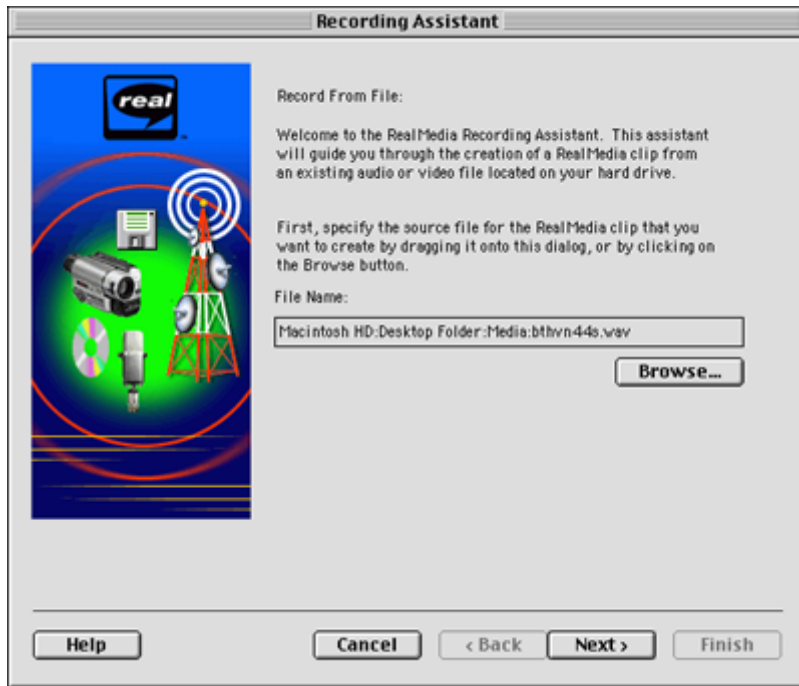 Recording Assistant
real
Record From File:
Welcome to the RealMedia Recording Assistant. This assistant
will guide you through the creation of a RealMedia clip from
an existing audio or video file located on your hard drive.
First, specify the source file for the RealMedia clip that you
want to create by dragging it onto this dialog, or by clicking on
the Browse button.
File Name:
Macintosh HD:Desktop Folder:Media:bthvn44s.wav
Browse...
Help
Cancel
‹ Back
Next ›
Finish